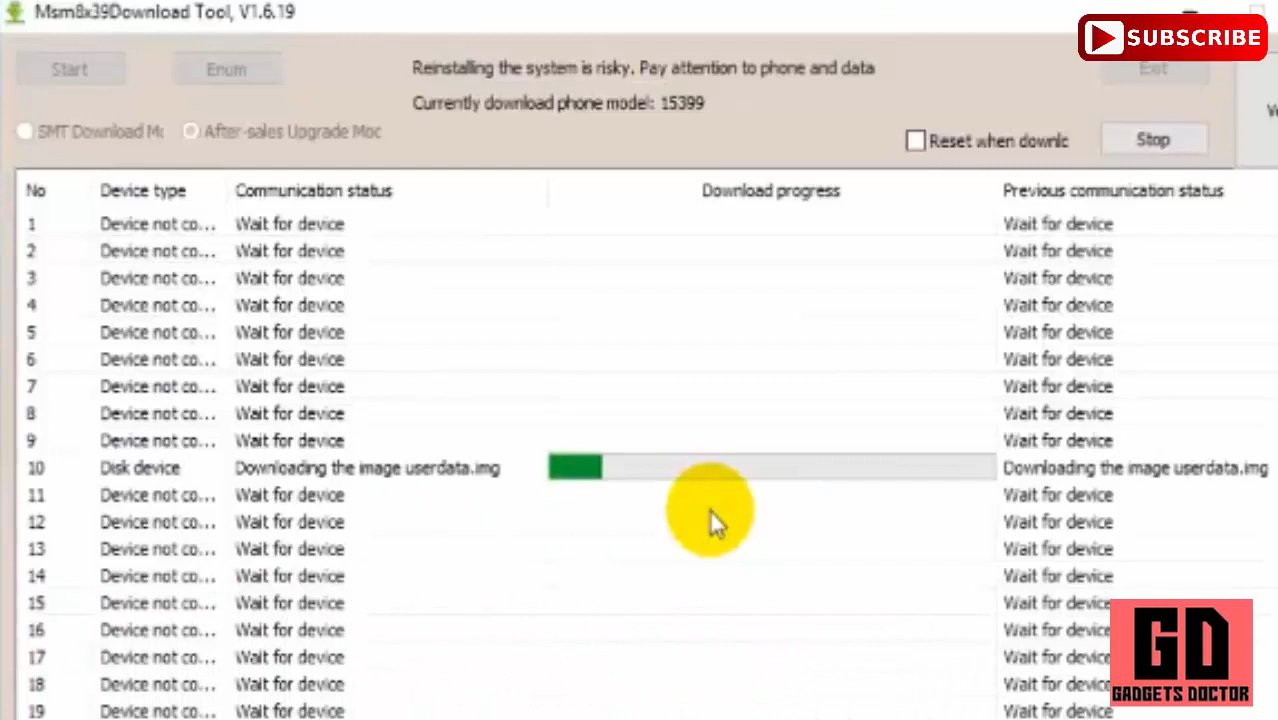 Msm8x39Download Tool, V1.6.19
SUBSCRIBE
Start Enum Reinstalling the system is risky. Pay attention to phone and data Exit
Currently download phone model: 15399
SMT Download Mc After-sales Upgrade Moc Reset when downlc Stop
No Device type Communication status Download progress Previous communication status
1 Device not co... Wait for device Wait for device
2 Device not co... Wait for device Wait for device
3 Device not co... Wait for device Wait for device
4 Device not co... Wait for device Wait for device
5 Device not co... Wait for device Wait for device
6 Device not co... Wait for device Wait for device
7 Device not co... Wait for device Wait for device
8 Device not co... Wait for device Wait for device
9 Device not co... Wait for device Wait for device
10 Disk device Downloading the image userdata.img Downloading the image userdata.img
11 Device not co... Wait for device Wait for device
12 Device not co... Wait for device Wait for device
13 Device not co... Wait for device Wait for device
14 Device not co... Wait for device Wait for device
15 Device not co... Wait for device Wait for device
16 Device not co... Wait for device Wait for device
17 Device not co... Wait for device Wait for device
18 Device not co... Wait for device Wait for device
19 Device not co... Wait for device Wait for device
GD
GADGETS DOCTOR